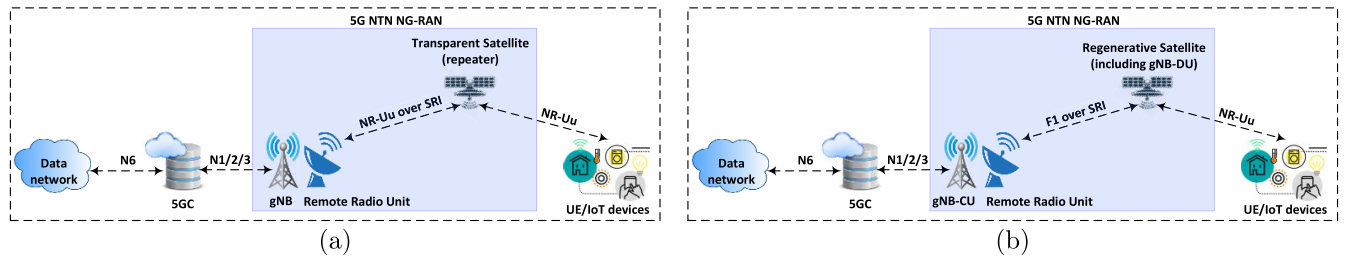 5G NTN NG-RAN
Transparent Satellite
(repeater)
NR-Uu over SRI
NR-Uu
Data
network
N6
N1/2/3
5GC
gNB
Remote Radio Unit
UE/IoT devices
(a)
5G NTN NG-RAN
Regenerative Satellite
(including gNB-DU)
F1 over SRI
NR-Uu
Data
network
N6
N1/2/3
5GC
gNB-CU
Remote Radio Unit
UE/IoT devices
(b)